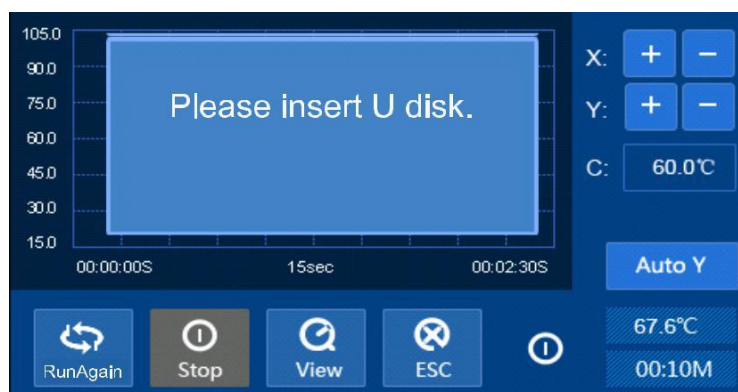 105.0
90.0
75.0
60.0
45.0
30.0
15.0
Please insert U disk.
00:00:00S 15sec 00:02:30S
X: + −
Y: + −
C: 60.0℃
Auto Y
67.6℃
00:10M
RunAgain Stop View ESC